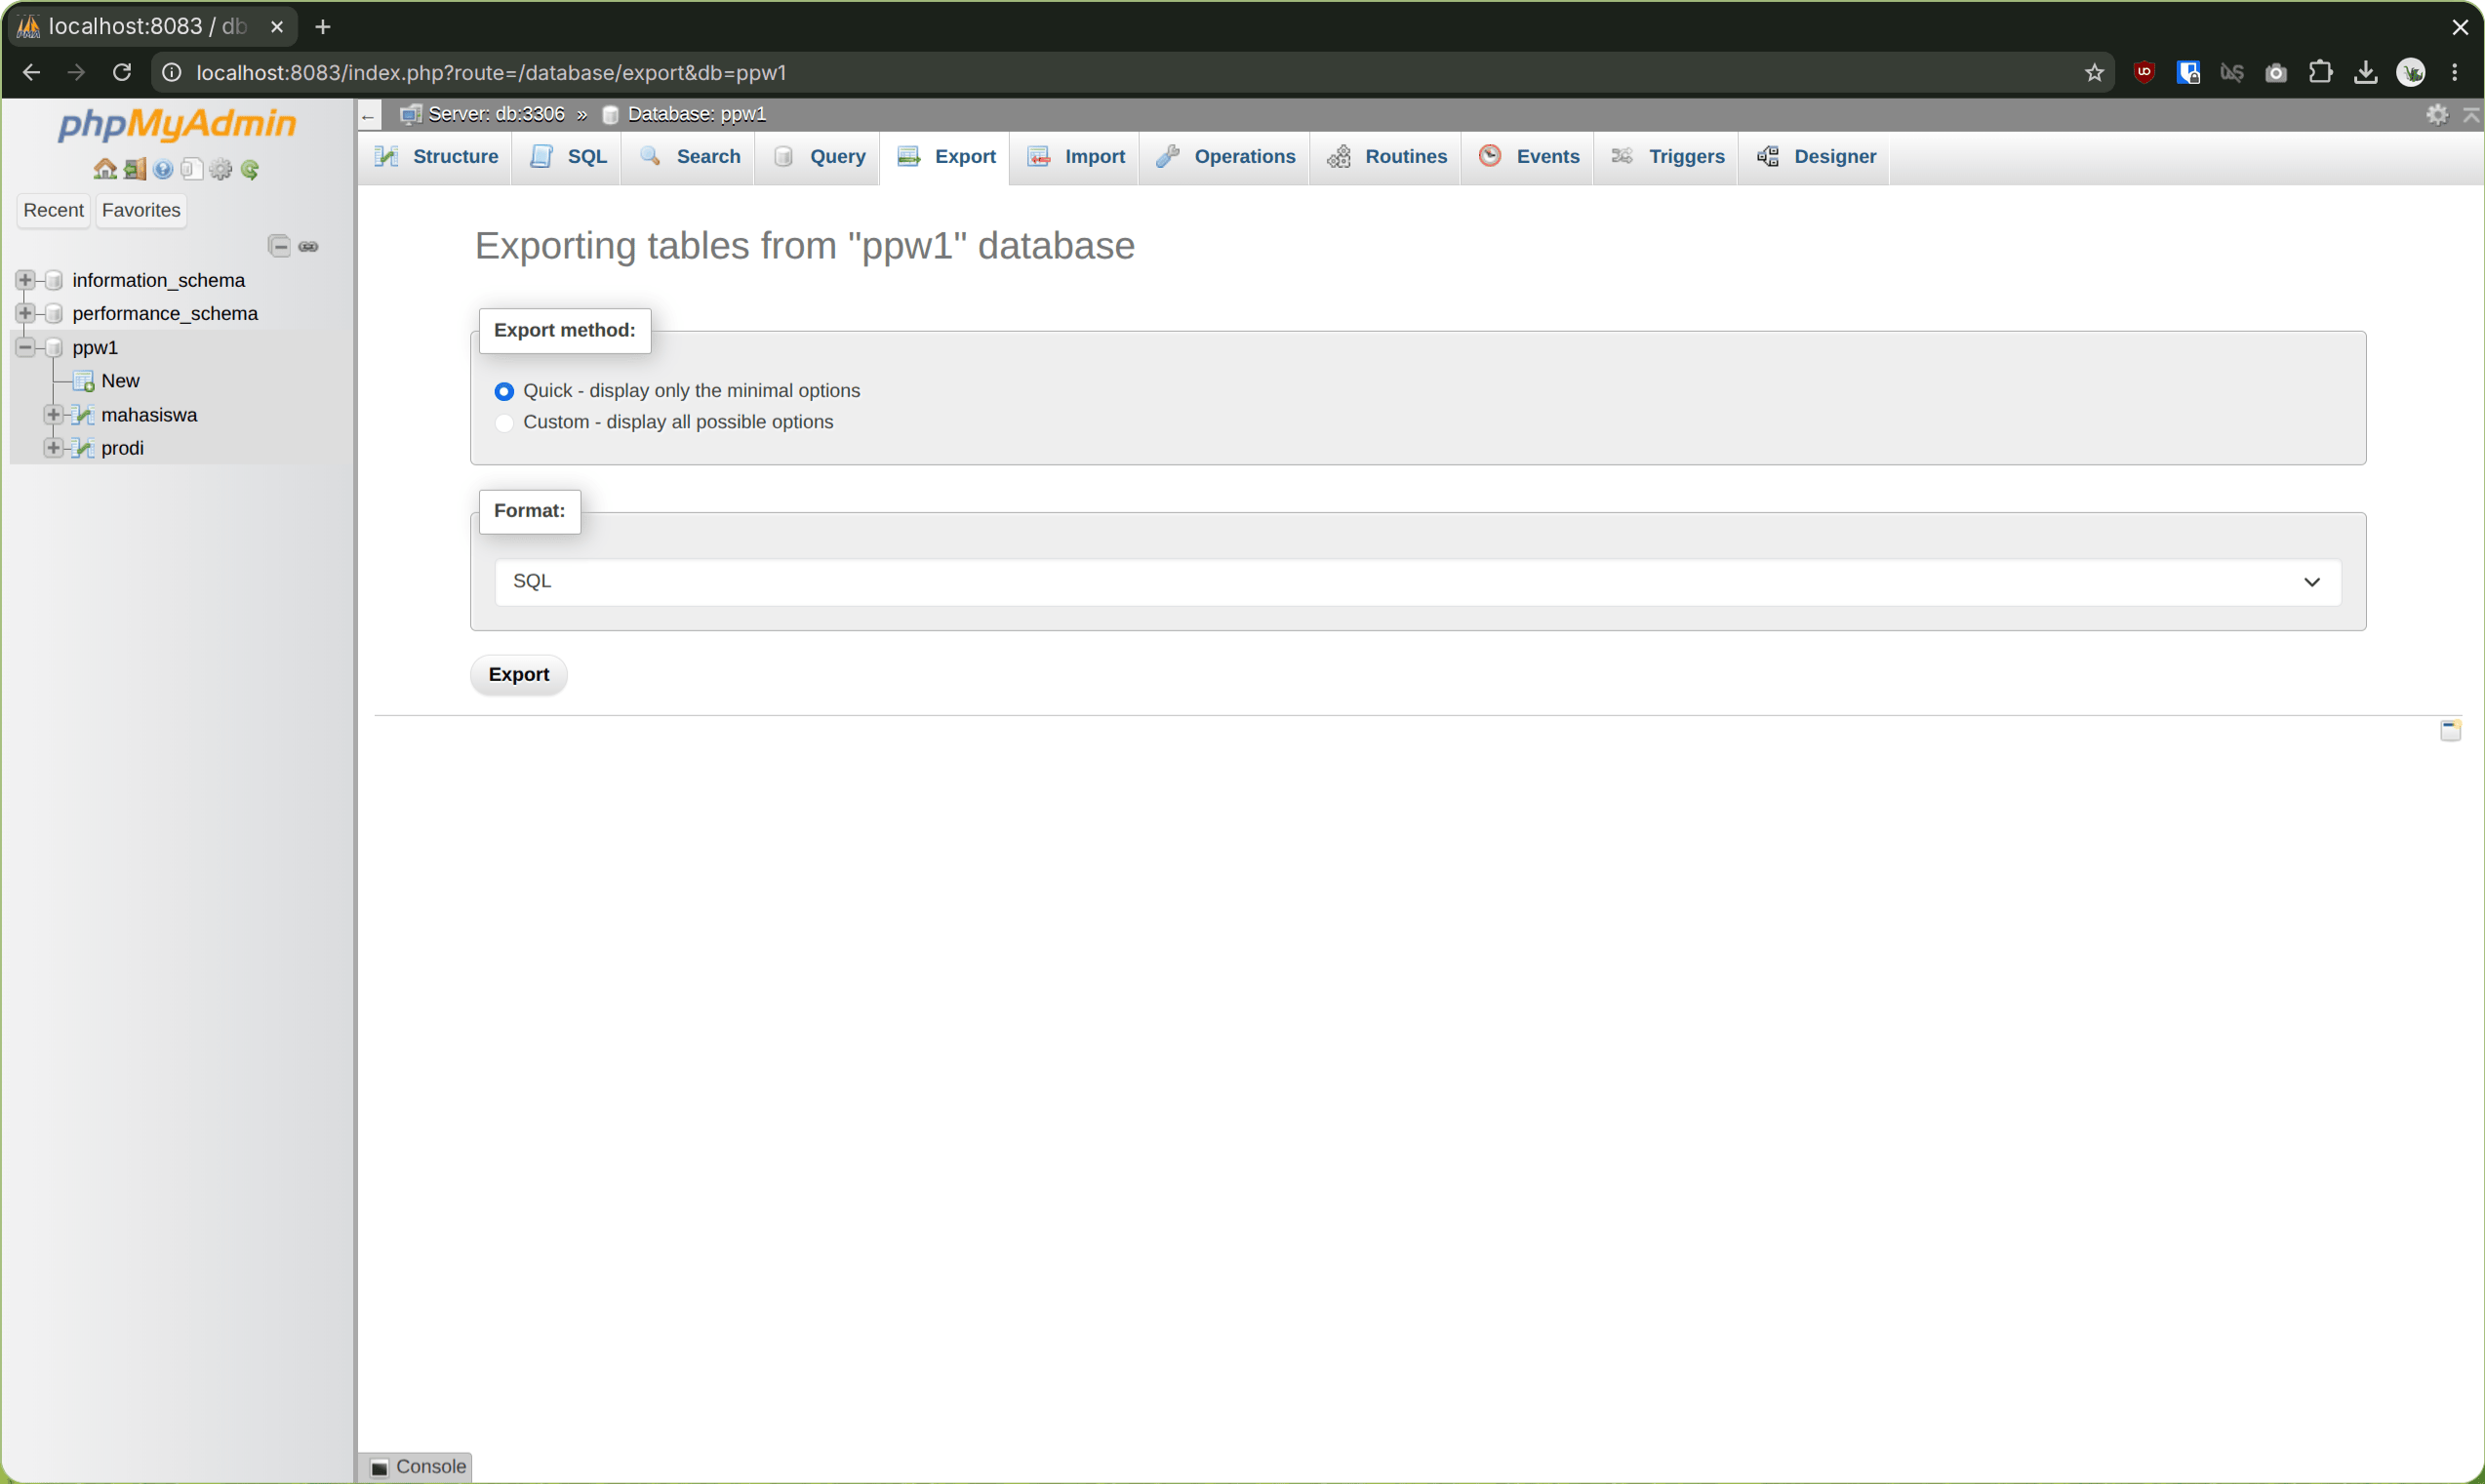 localhost:8083 / db
localhost:8083/index.php?route=/database/export&db=ppw1
phpMyAdmin
Recent Favorites
information_schema
performance_schema
ppw1
New
mahasiswa
prodi
Server: db:3306 » Database: ppw1
Structure SQL Search Query Export Import Operations Routines Events Triggers Designer
Exporting tables from "ppw1" database
Export method:
Quick - display only the minimal options
Custom - display all possible options
Format:
SQL
Export
Console